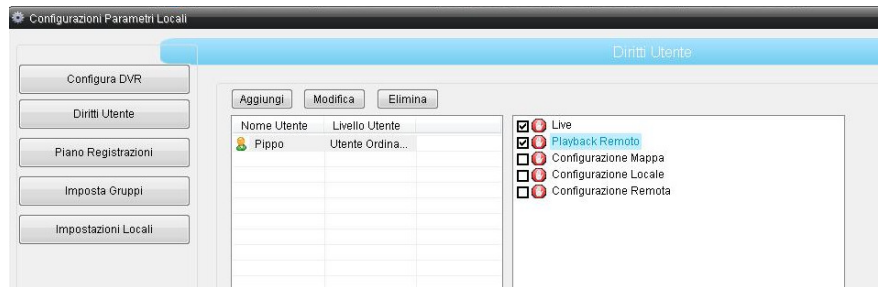 Configurazioni Parametri Locali
Diritti Utente
Configura DVR
Diritti Utente
Piano Registrazioni
Imposta Gruppi
Impostazioni Locali
Aggiungi Modifica Elimina
Nome Utente Livello Utente
Pippo Utente Ordina...
Live
Playback Remoto
Configurazione Mappa
Configurazione Locale
Configurazione Remota